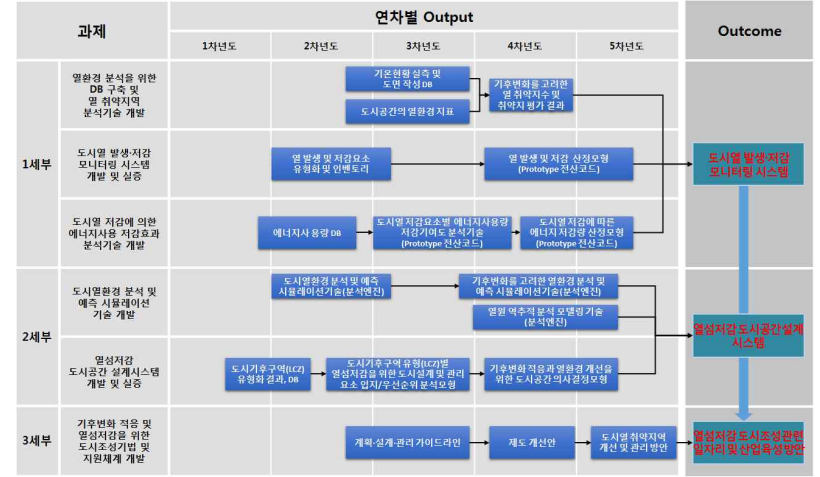 과제
연차별 Output
Outcome
1차년도
2차년도
3차년도
4차년도
5차년도
1세부
열환경 분석을 위한
DB 구축 및
열 취약지역
분석기술 개발
기온현황 실측 및
도면 작성 DB
도시공간의 열환경 지표
기후변화를 고려한
열 취약지수 및
취약지 평가 결과
도시열 발생·저감
모니터링 시스템
개발 및 실증
열 발생 및 저감요소
유형화 및 인벤토리
열 발생 및 저감 산정모형
(Prototype 전산코드)
도시열 발생·저감
모니터링 시스템
도시열 저감에 의한
에너지사용 저감효과
분석기술 개발
에너지사용량 DB
도시열 저감요소별 에너지사용량
저감기여도 분석기술
(Prototype 전산코드)
도시열 저감에 따른
에너지 저감량 산정모형
(Prototype 전산코드)
2세부
도시열환경 분석 및
예측 시뮬레이션
기술 개발
도시열환경 분석 및 예측
시뮬레이션기술(분석엔진)
기후변화를 고려한 열환경 분석 및
예측 시뮬레이션기술(분석엔진)
열원 역추적 분석 모델링 기술
(분석엔진)
열섬저감 도시공간설계
시스템
열섬저감
도시공간 설계시스템
개발 및 실증
도시기후구역(LCZ)
유형화 결과, DB
도시기후구역 유형(LCZ)별
열섬저감을 위한 도시설계 및 관리
요소 입지/우선순위 분석모형
기후변화적응과 열환경 개선을
위한 도시공간 의사결정모형
3세부
기후변화 적응 및
열섬저감을 위한
도시조성기법 및
지원체계 개발
계획·설계·관리 가이드라인
제도 개선안
도시열 취약지역
개선 및 관리 방안
열섬저감 도시조성관련
일자리 및 산업육성방안